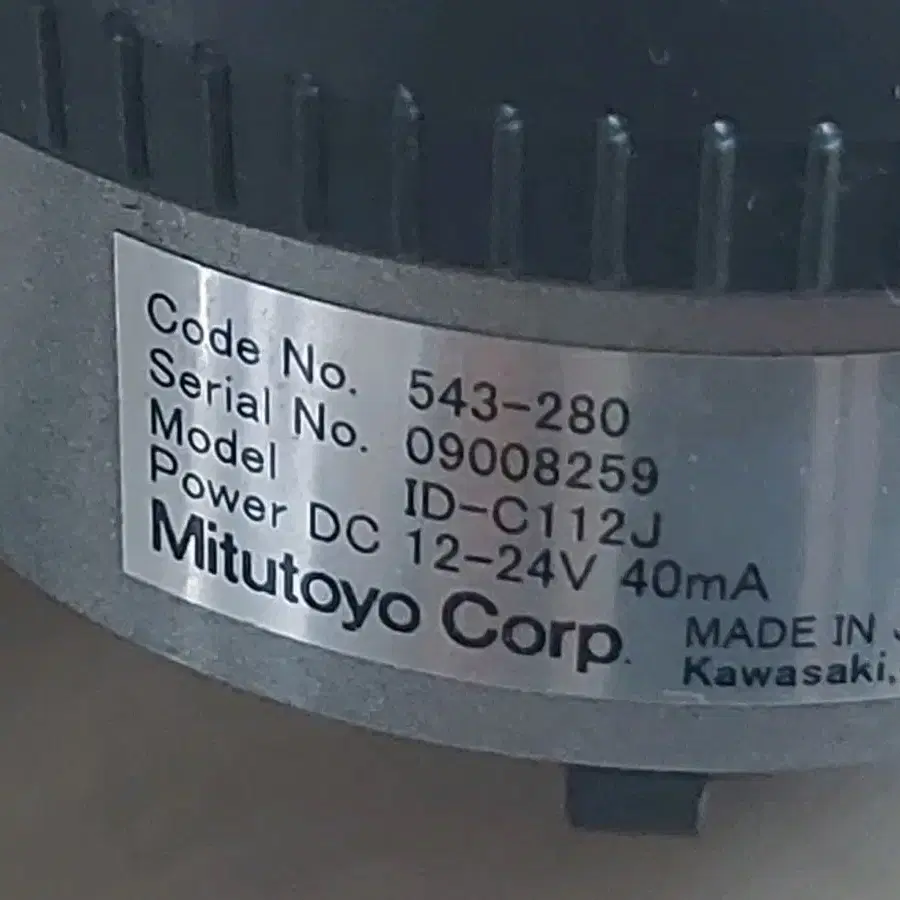 Code No. 543-280
Serial No. 09008259
Model ID-C112J
Power DC 12-24V 40mA
Mitutoyo Corp. MADE IN
Kawasaki,